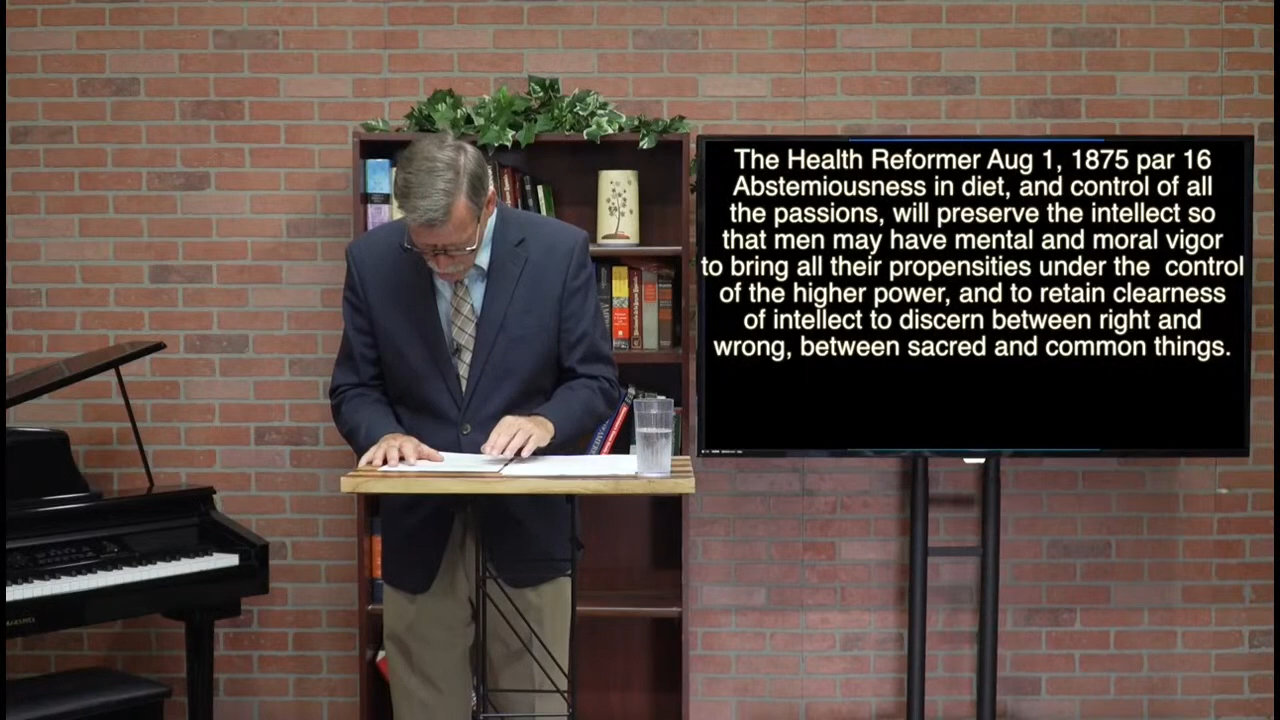 The Health Reformer Aug 1, 1875 par 16
Abstemiousness in diet, and control of all
the passions, will preserve the intellect so
that men may have mental and moral vigor
to bring all their propensities under the control
of the higher power, and to retain clearness
of intellect to discern between right and
wrong, between sacred and common things.